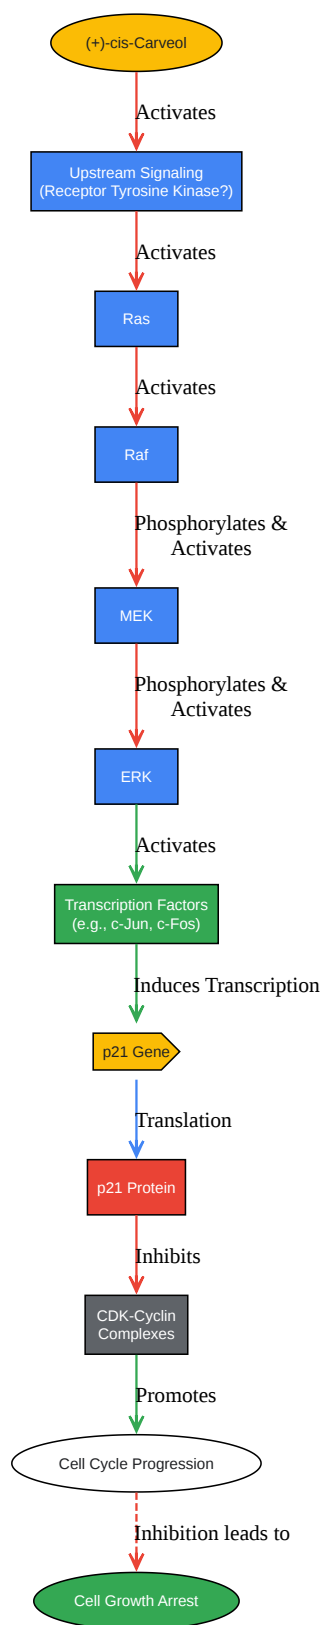 (+)-cis-Carveol
Activates
Upstream Signaling
(Receptor Tyrosine Kinase?)
Activates
Ras
Activates
Raf
Phosphorylates &
Activates
MEK
Phosphorylates &
Activates
ERK
Activates
Transcription Factors
(e.g., c-Jun, c-Fos)
Induces Transcription
p21 Gene
Translation
p21 Protein
Inhibits
CDK-Cyclin
Complexes
Promotes
Cell Cycle Progression
Inhibition leads to
Cell Growth Arrest